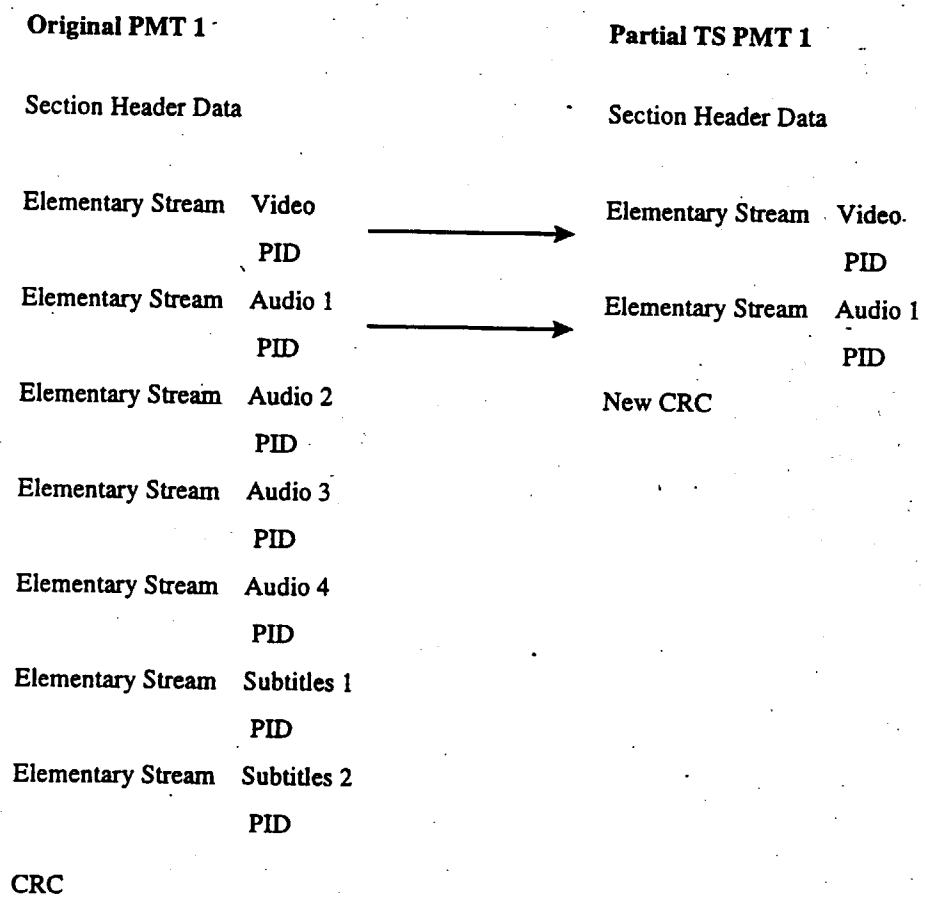 Original PMT 1
Section Header Data
Elementary Stream Video
PID
Elementary Stream Audio 1
PID
Elementary Stream Audio 2
PID
Elementary Stream Audio 3
PID
Elementary Stream Audio 4
PID
Elementary Stream Subtitles 1
PID
Elementary Stream Subtitles 2
PID
CRC
Partial TS PMT 1
Section Header Data
Elementary Stream Video
PID
Elementary Stream Audio 1
PID
New CRC